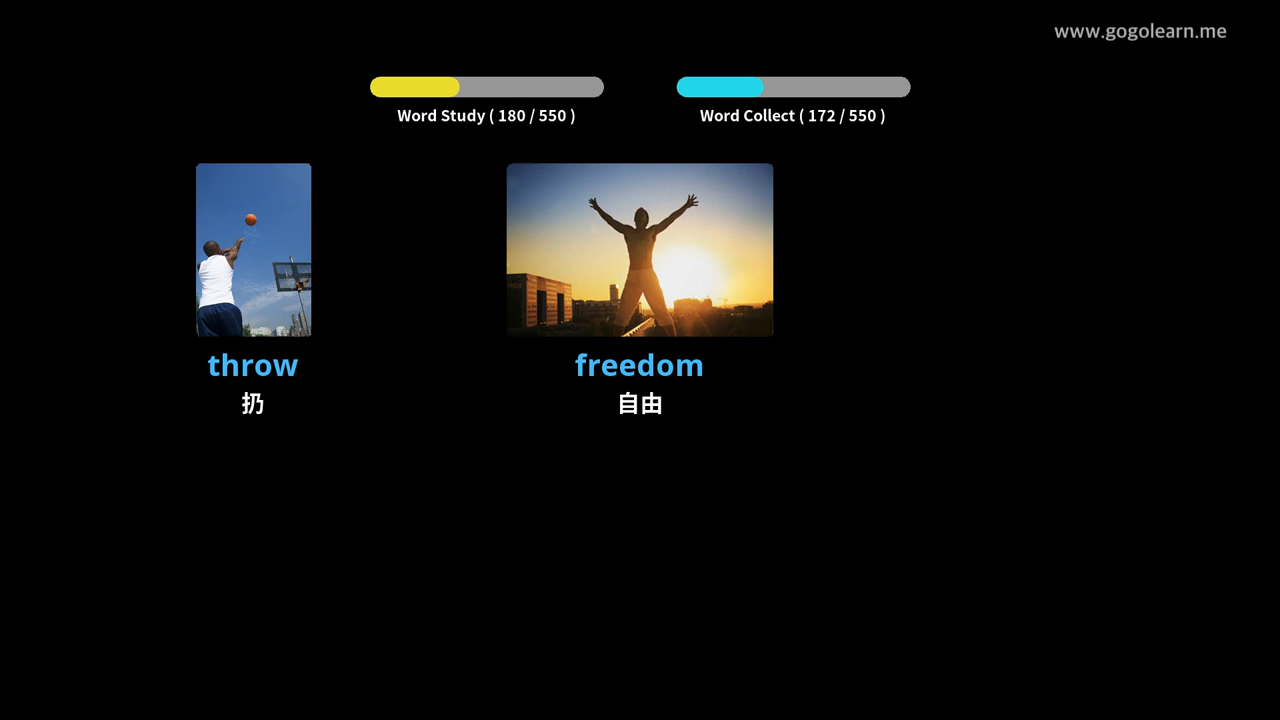 www.gogolearn.me
Word Study ( 180 / 550 )
Word Collect ( 172 / 550 )
throw
扔
freedom
自由